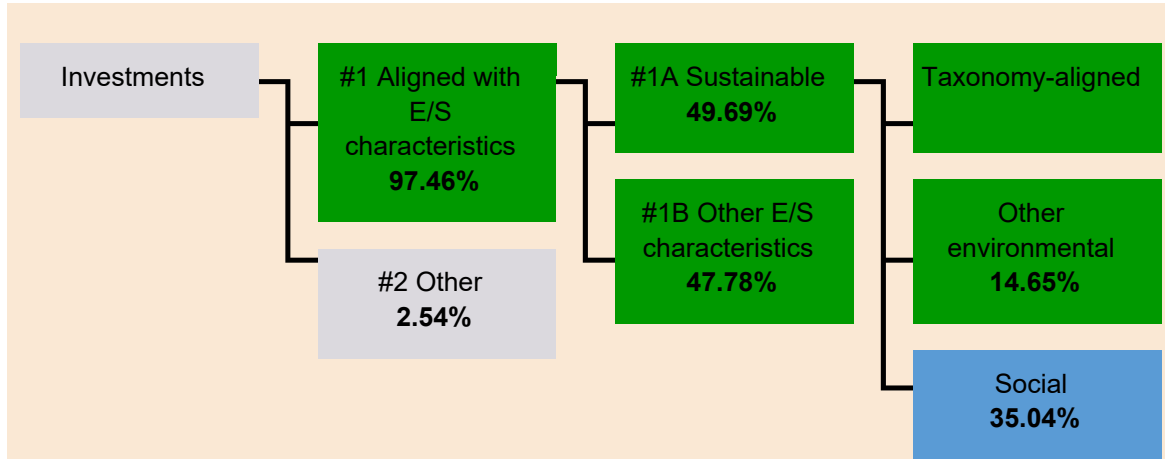 Investments
#1 Aligned with
E/S
characteristics
97.46%
#2 Other
2.54%
#1A Sustainable
49.69%
#1B Other E/S
characteristics
47.78%
Taxonomy-aligned
Other
environmental
14.65%
Social
35.04%